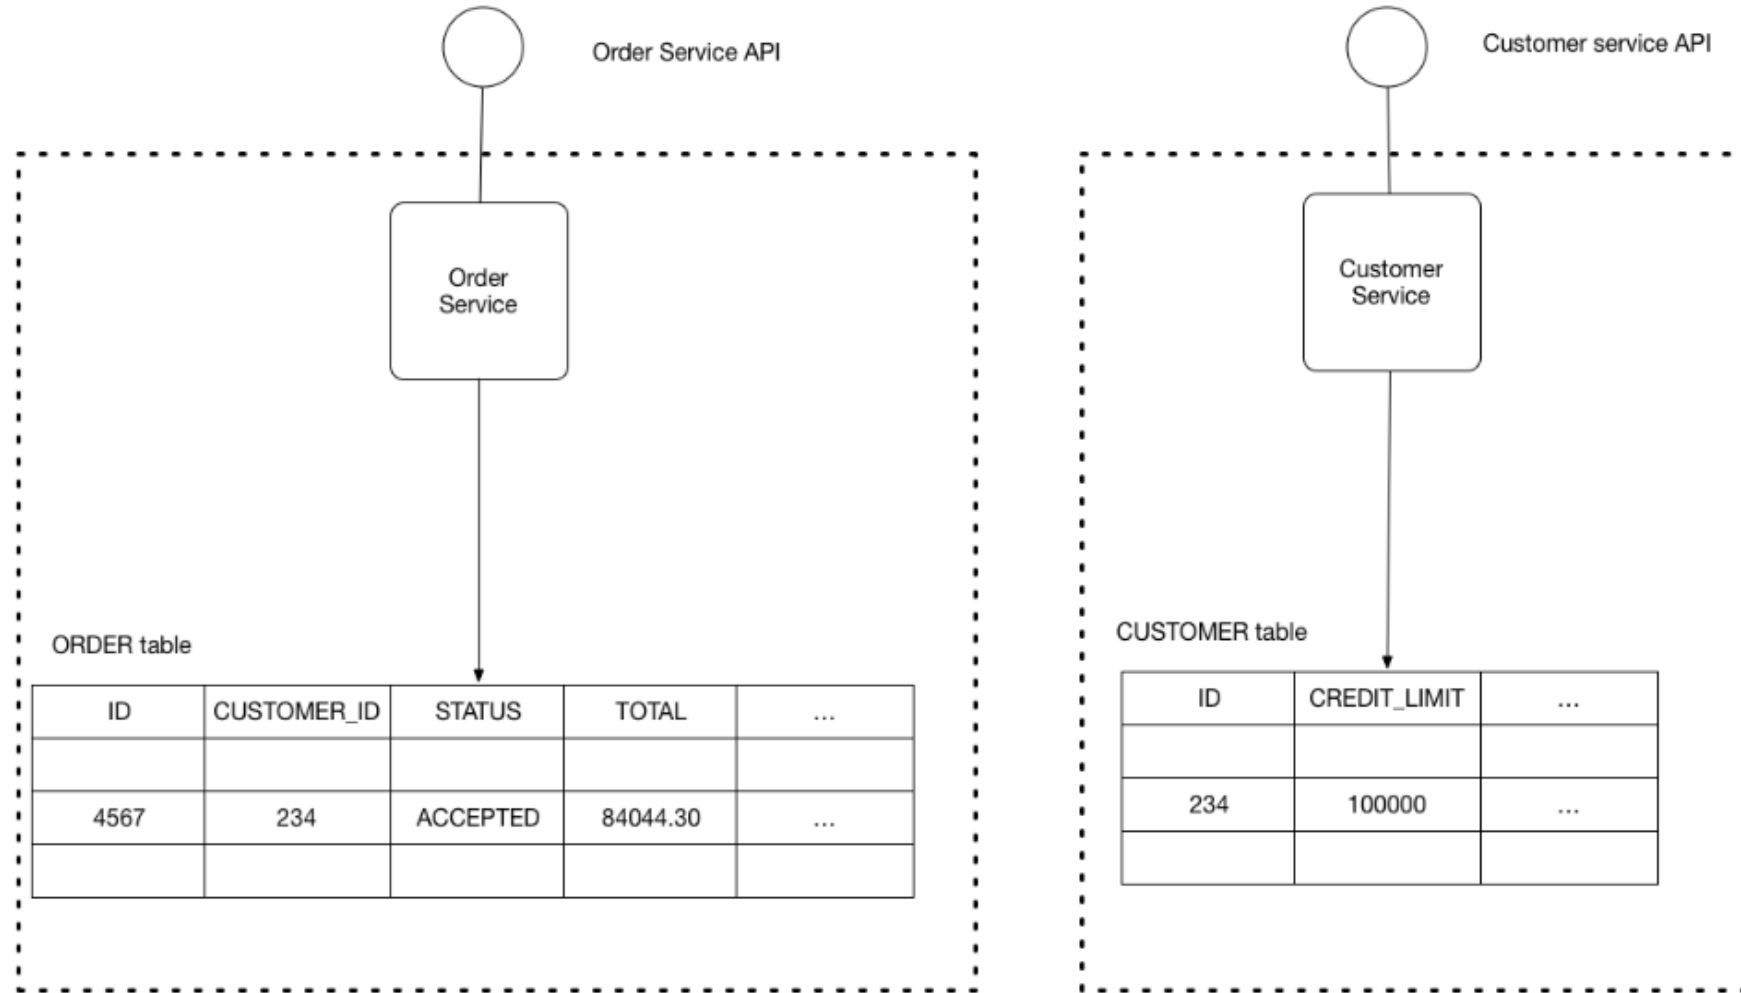 Order Service API
Customer service API
Order
Service
Customer
Service
ORDER table
ID CUSTOMER_ID STATUS TOTAL ...
4567 234 ACCEPTED 84044.30 ...
CUSTOMER table
ID CREDIT_LIMIT ...
234 100000 ...